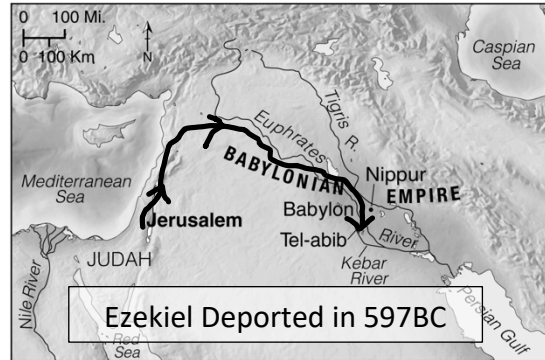 0 100 Mi.
0 100 Km
N
Caspian
Sea
Tigris R.
Euphrates
BABYLONIAN
EMPIRE
Mediterranean
Sea
Nippur
Babylon
Jerusalem
Tel-abib
River
JUDAH
Kebar
River
Nile River
Persian Gulf
Ezekiel Deported in 597BC
Red
Sea